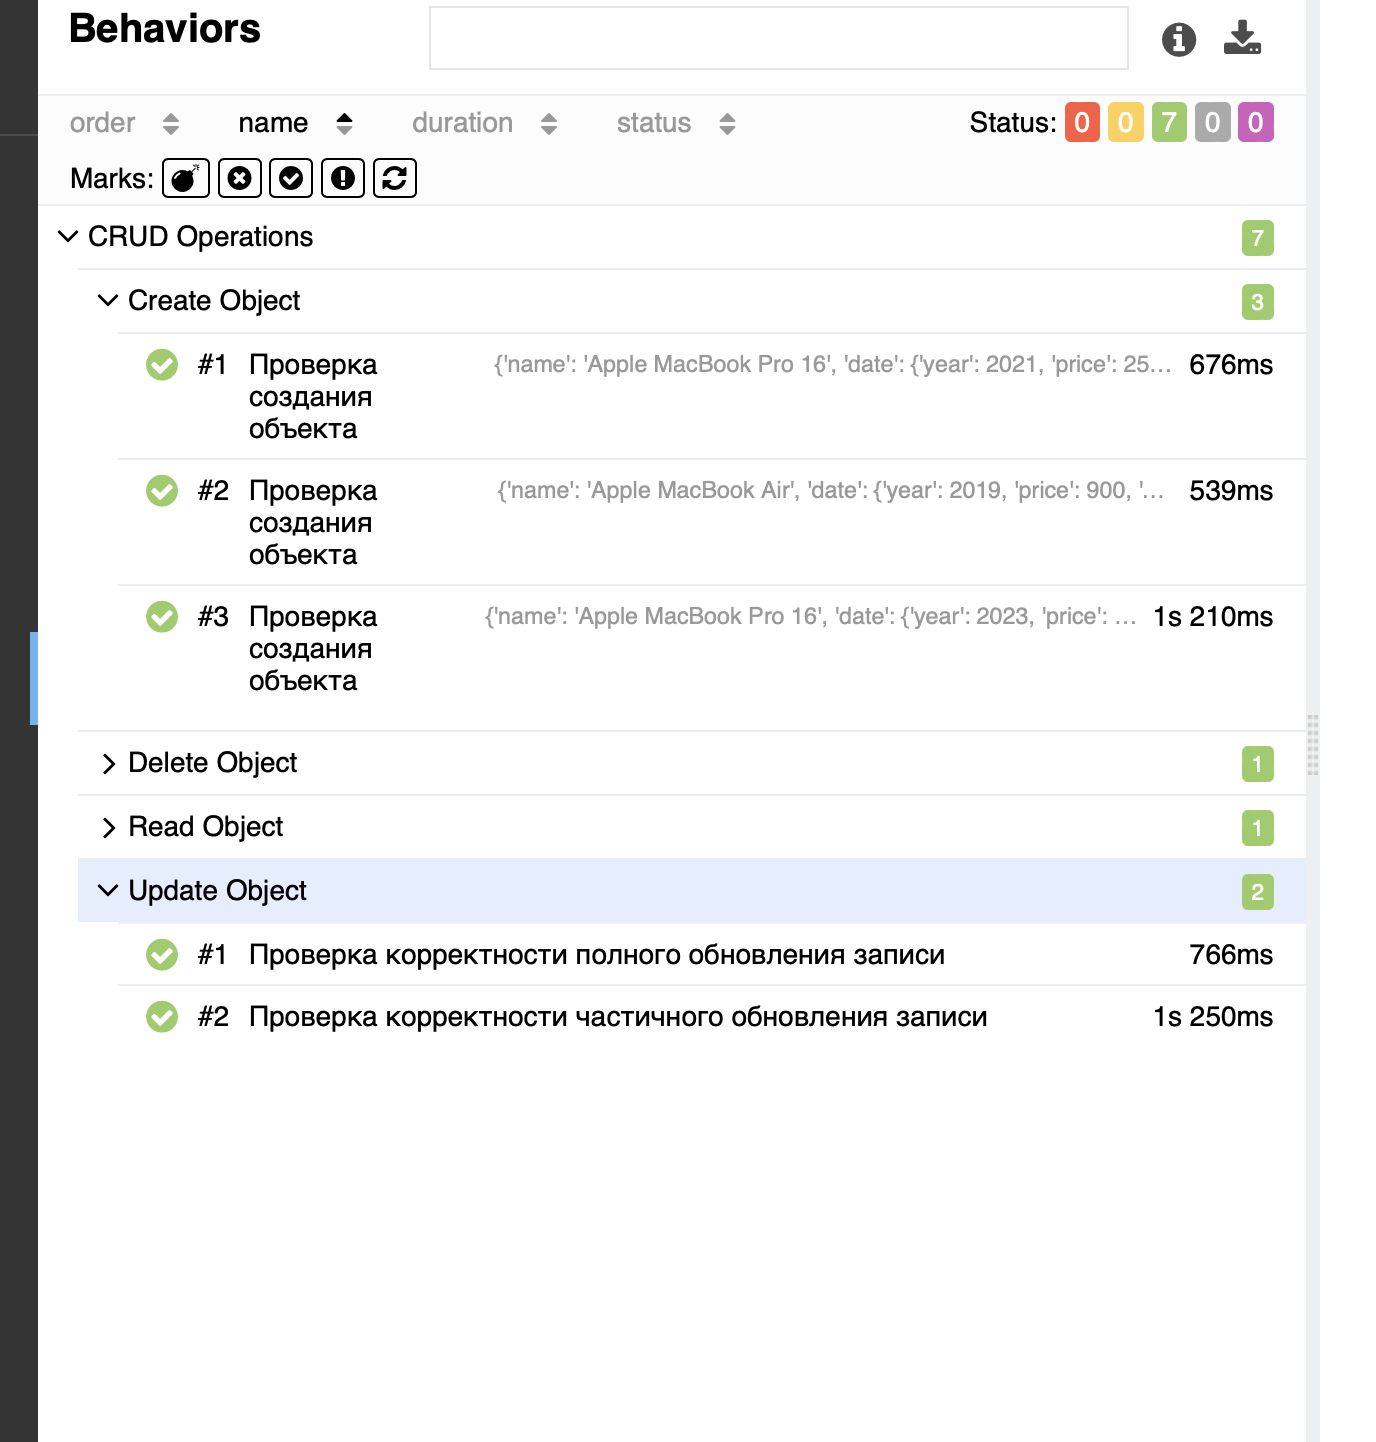 Behaviors
order name duration status Status: 0 0 7 0 0
Marks:
CRUD Operations 7
Create Object 3
#1 Проверка {'name': 'Apple MacBook Pro 16', 'date': {'year': 2021, 'price': 25... 676ms
создания
объекта
#2 Проверка {'name': 'Apple MacBook Air', 'date': {'year': 2019, 'price': 900, '... 539ms
создания
объекта
#3 Проверка {'name': 'Apple MacBook Pro 16', 'date': {'year': 2023, 'price': ... 1s 210ms
создания
объекта
Delete Object 1
Read Object 1
Update Object 2
#1 Проверка корректности полного обновления записи 766ms
#2 Проверка корректности частичного обновления записи 1s 250ms